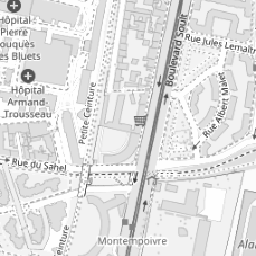 Hôpital
Pierre
Rouquès
Les Bluets
Hôpital
Armand-
Trousseau
Petite Ceinture
Boulevard Soult
Rue Jules Lemaître
Rue Albert Malet
Rue du Sahel
Ceinture
Montempoivre